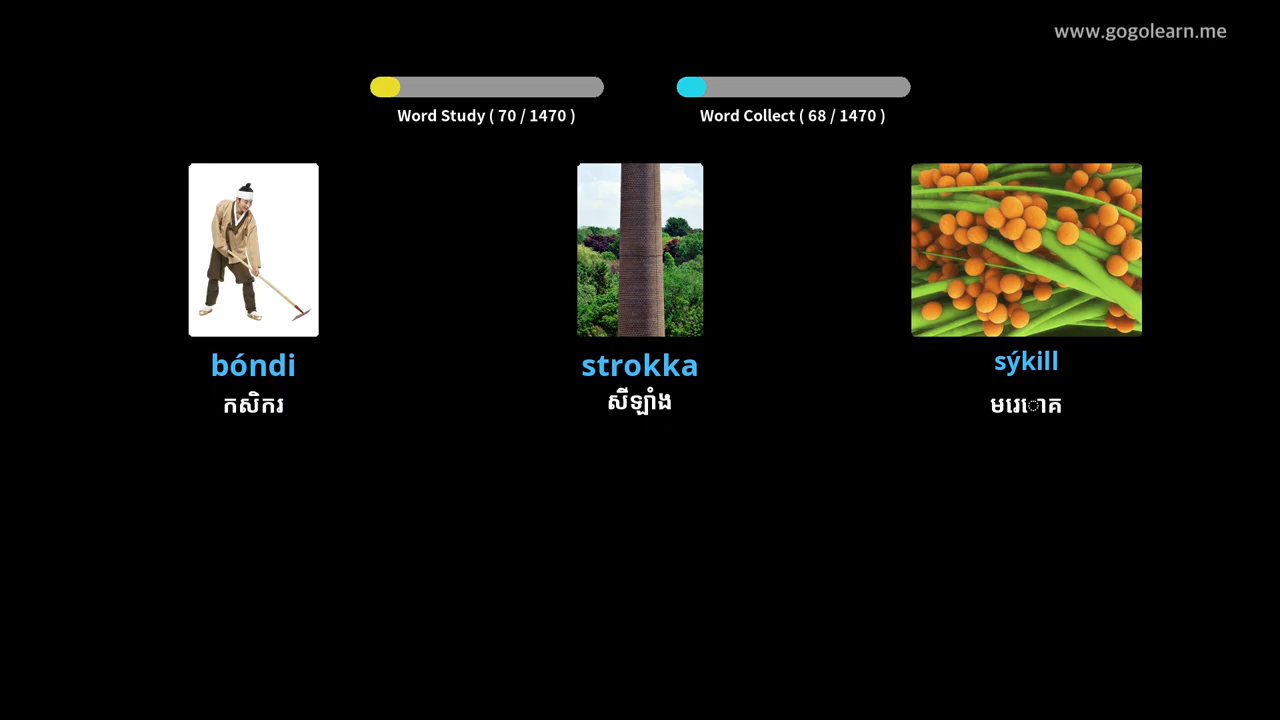 www.gogolearn.me
Word Study ( 70 / 1470 )
Word Collect ( 68 / 1470 )
bóndi
strokka
sýkill
កសិករ
សីឡាំង
មេរោគ